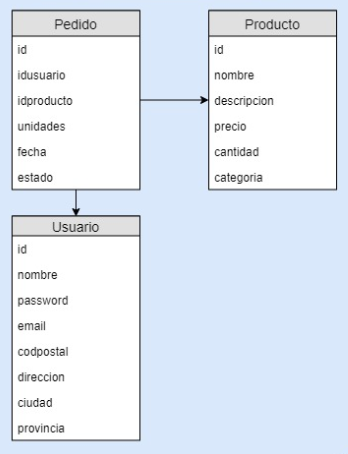 Pedido
id
idusuario
idproducto
unidades
fecha
estado
Producto
id
nombre
descripcion
precio
cantidad
categoria
Usuario
id
nombre
password
email
codpostal
direccion
ciudad
provincia